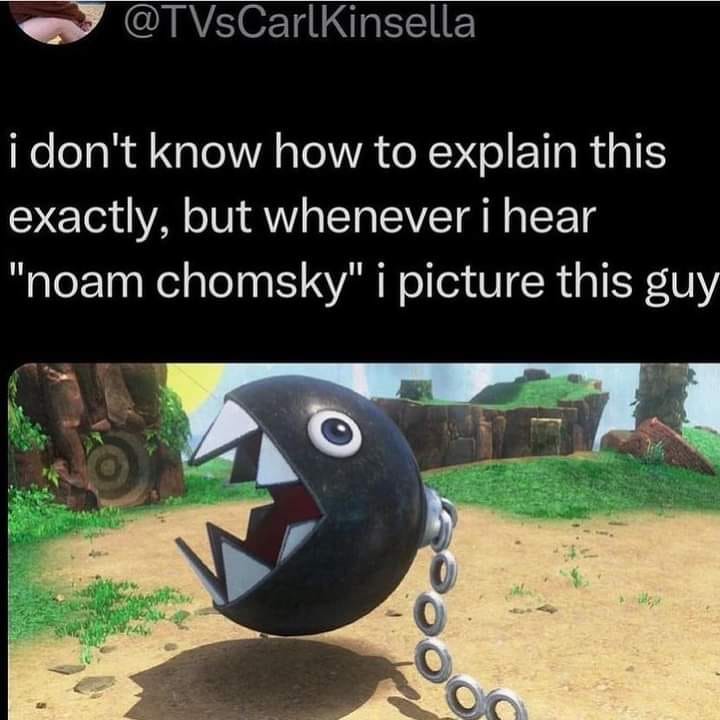 @TVsCarlKinsella
i don't know how to explain this
exactly, but whenever i hear
"noam chomsky" i picture this guy